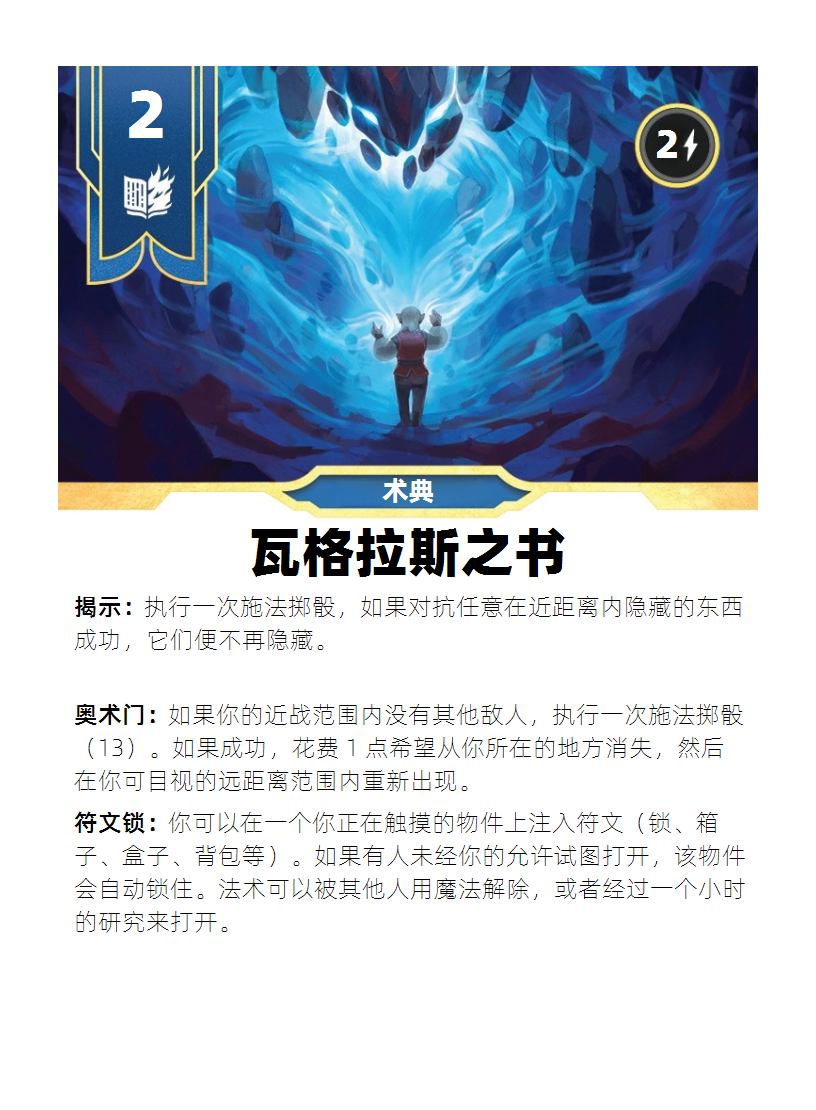 2
2
术典
瓦格拉斯之书
揭示：执行一次施法掷骰，如果对抗任意在近距离内隐藏的东西
成功，它们便不再隐藏。
奥术门：如果你的近战范围内没有其他敌人，执行一次施法掷骰
（13）。如果成功，花费 1 点希望从你所在的地方消失，然后
在你可目视的远距离范围内重新出现。
符文锁：你可以在一个你正在触摸的物件上注入符文（锁、箱
子、盒子、背包等）。如果有人未经你的允许试图打开，该物件
会自动锁住。法术可以被其他人用魔法解除，或者经过一个小时
的研究来打开。